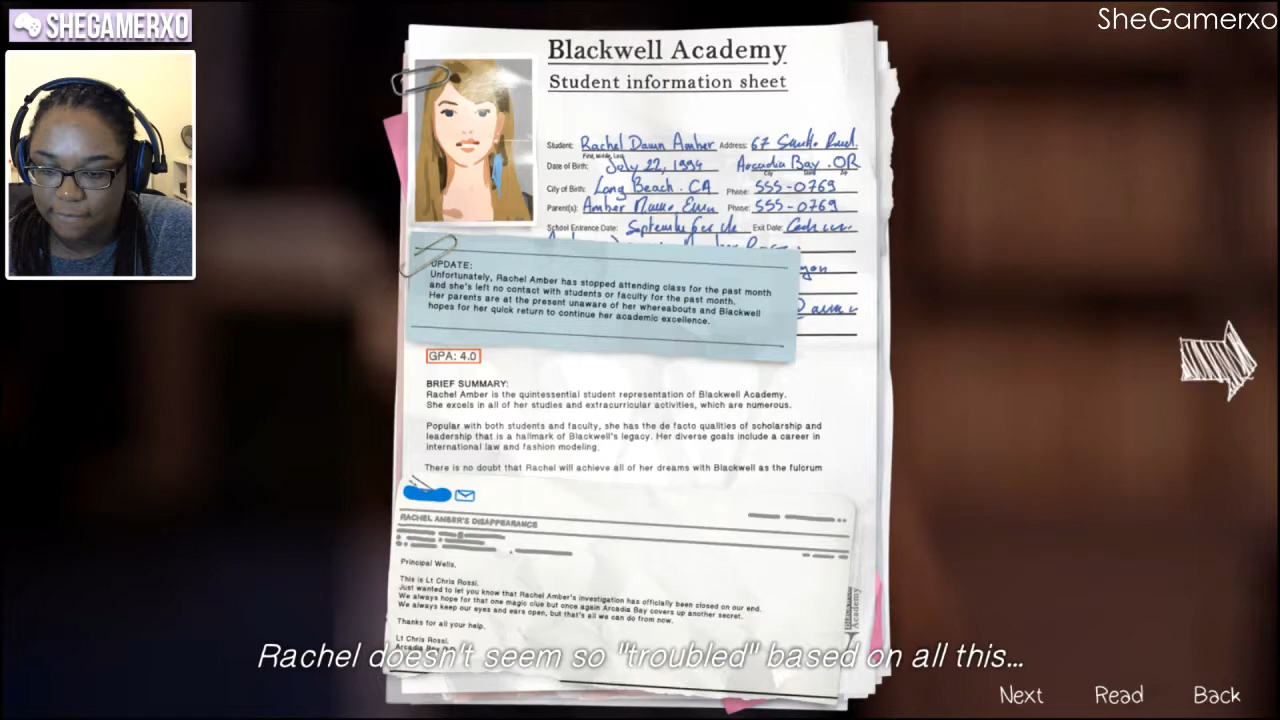 SHEGAMERXO
SheGamerxo
Blackwell Academy
Student information sheet
Student: Rachel Dawn Amber Address: 67
First, Middle, Last
Date of Birth: July 22, 1994 Arcadia Bay . OR
City State Zip
City of Birth: Long Beach . CA Phone: 555-0769
Parent(s): Amber Phone: 555-0769
School Entrance Date: Exit Date:
UPDATE:
Unfortunately, Rachel Amber has stopped attending class for the past month
and she's left no contact with students or faculty for the past month.
Her parents are at the present unaware of her whereabouts and Blackwell
hopes for her quick return to continue her academic excellence.
GPA: 4.0
BRIEF SUMMARY:
Rachel Amber is the quintessential student representation of Blackwell Academy.
She excels in all of her studies and extracurricular activities, which are numerous.
Popular with both students and faculty, she has the de facto qualities of scholarship and
leadership that is a hallmark of Blackwell's legacy. Her diverse goals include a career in
international law and fashion modeling.
There is no doubt that Rachel will achieve all of her dreams with Blackwell as the fulcrum
RACHEL AMBER'S DISAPPEARANCE
Principal Wells,
This is Lt Chris Rossi.
Just wanted to let you know that Rachel Amber's investigation has officially been closed on our end.
We always hope for that one magic clue but once again Arcadia Bay covers up another secret.
We always keep our eyes and ears open, but that's all we can do from now.
Thanks for all your help.
Lt Chris Rossi.
Academy
Rachel doesn't seem so "troubled" based on all this...
Next Read Back